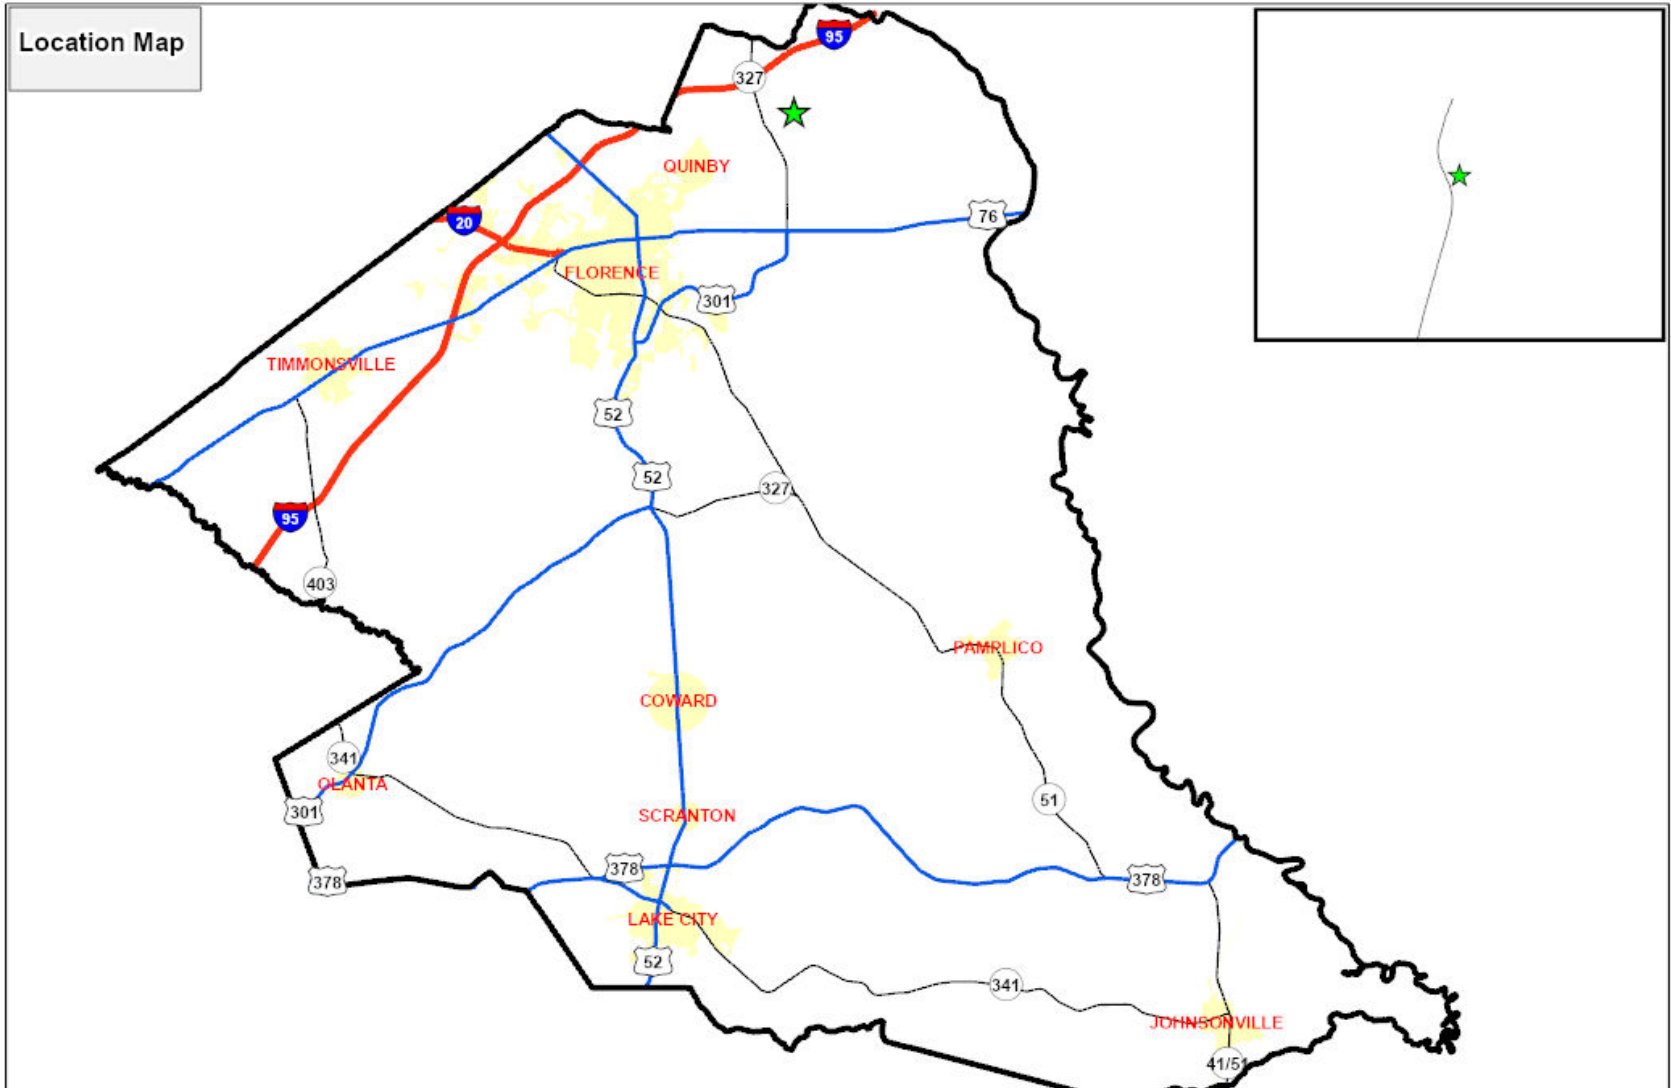 Location Map
95
327
QUINBY
20
76
FLORENCE
301
TIMMONSVILLE
52
52
327
95
403
PAMPLICO
COWARD
341
OLANTA
51
301
SCRANTON
378
378
378
LAKE CITY
52
341
JOHNSONVILLE
41/51